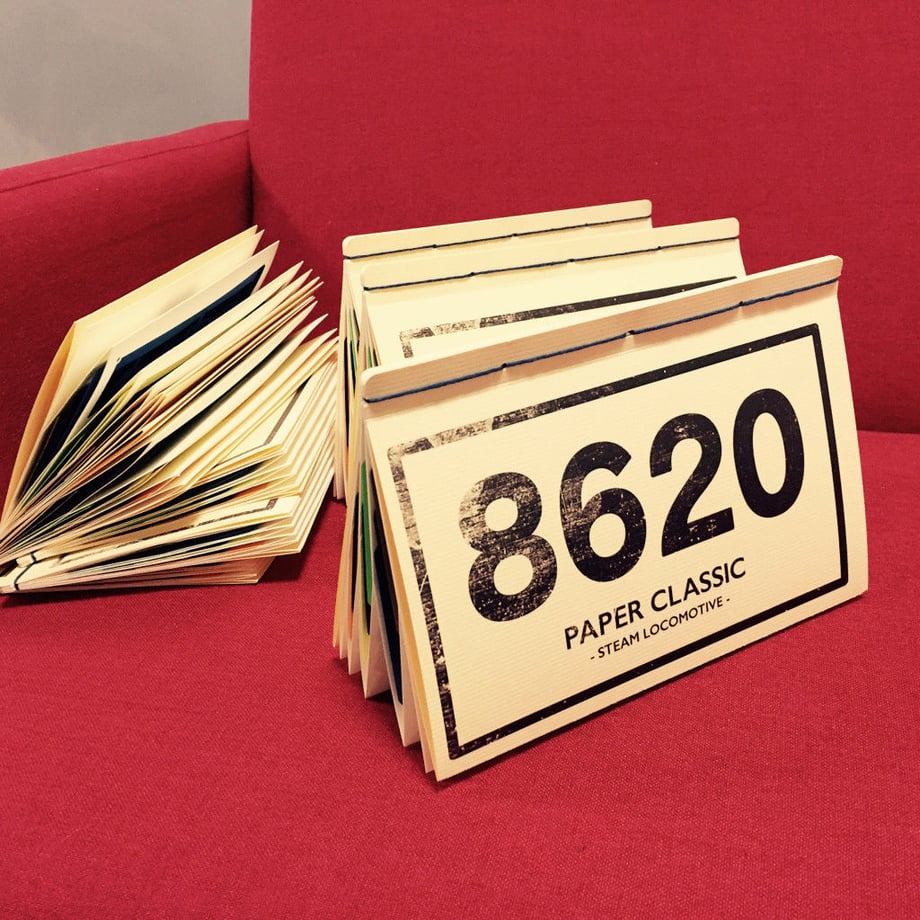 8620
PAPER CLASSIC
- STEAM LOCOMOTIVE -